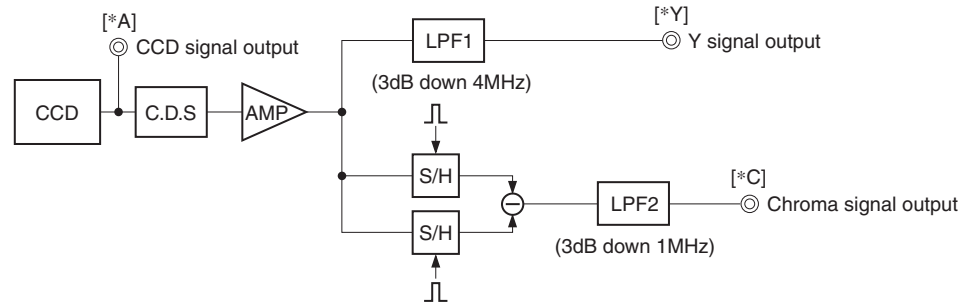 [*A]
CCD signal output
[*Y]
Y signal output
LPF1
(3dB down 4MHz)
CCD
C.D.S
AMP
S/H
S/H
[*C]
LPF2
Chroma signal output
(3dB down 1MHz)